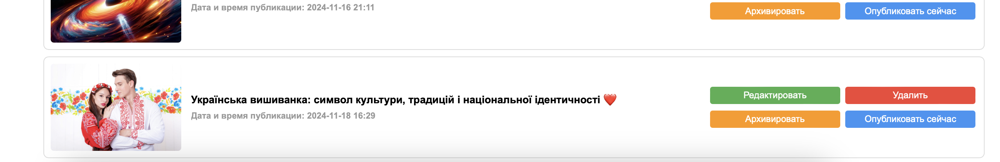 Дата и время публикации: 2024-11-16 21:11
Архивировать
Опубликовать сейчас
Українська вишиванка: символ культури, традицій і національної ідентичності ❤️
Дата и время публикации: 2024-11-18 16:29
Редактировать
Удалить
Архивировать
Опубликовать сейчас